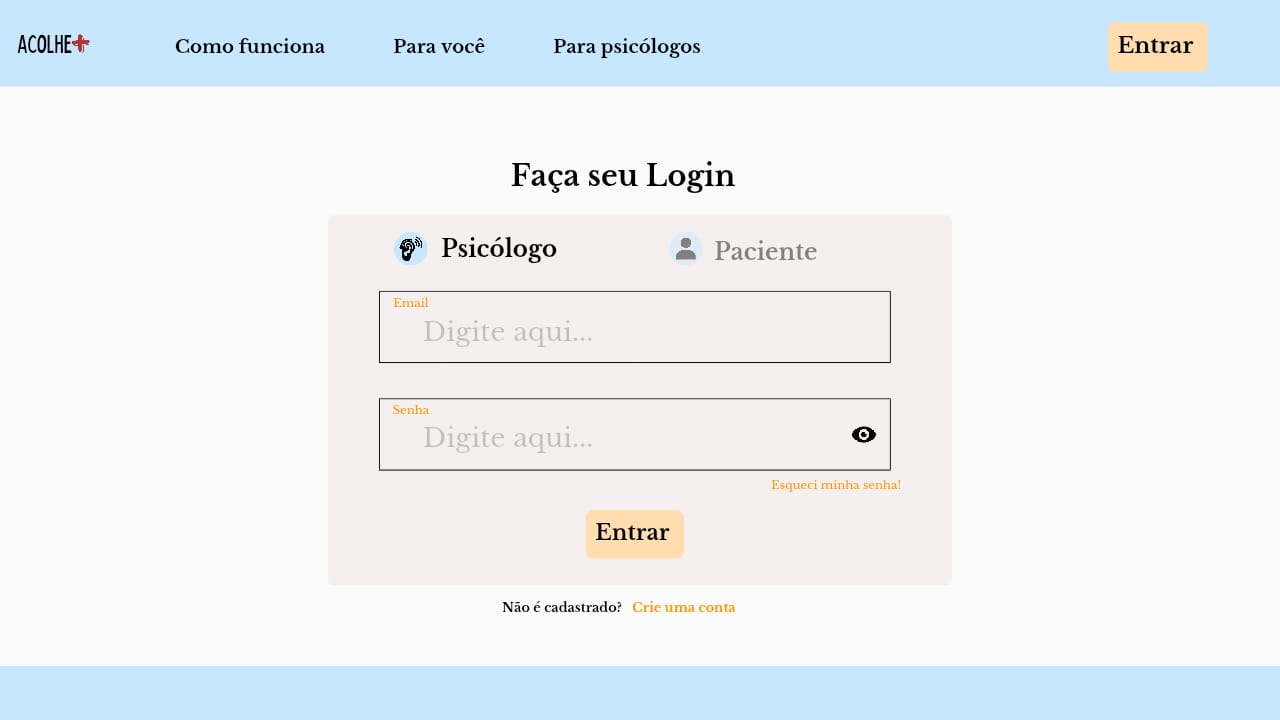 ACOLHE+
Como funciona
Para você
Para psicólogos
Entrar
Faça seu Login
Psicólogo
Paciente
Email
Digite aqui...
Senha
Digite aqui...
Esqueci minha senha!
Entrar
Não é cadastrado? Crie uma conta